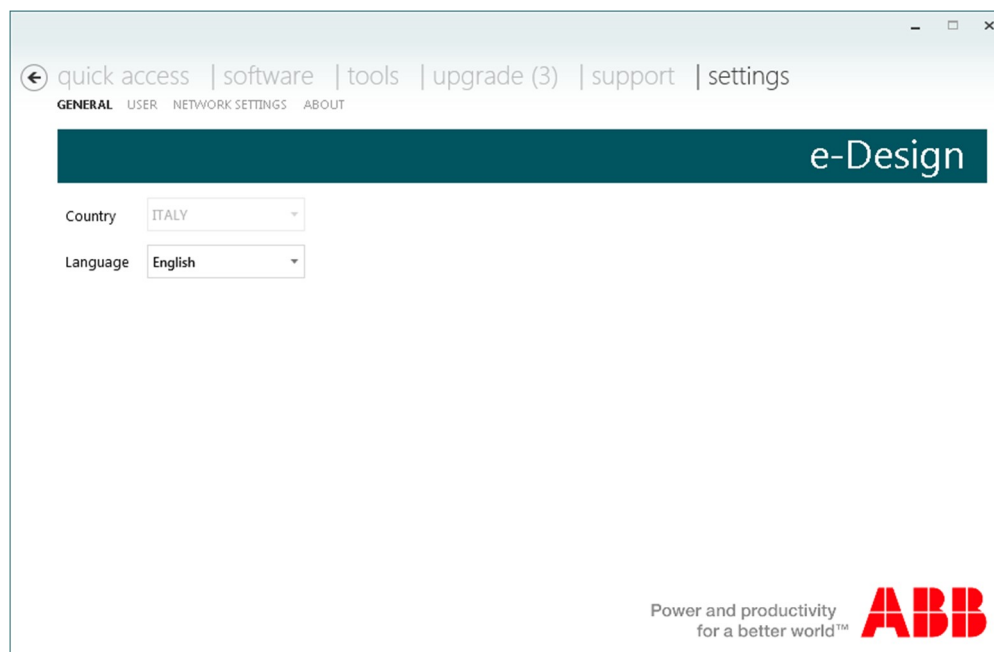 quick access | software | tools | upgrade (3) | support | settings
GENERAL USER NETWORK SETTINGS ABOUT
e-Design
Country ITALY
Language English
Power and productivity
for a better world™
ABB